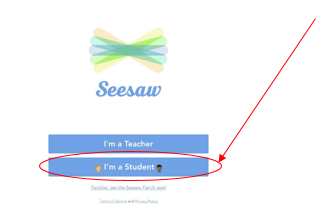 Seesaw
I'm a Teacher
I'm a Student
Families, get the Seesaw Family app!
Terms of Service and Privacy Policy